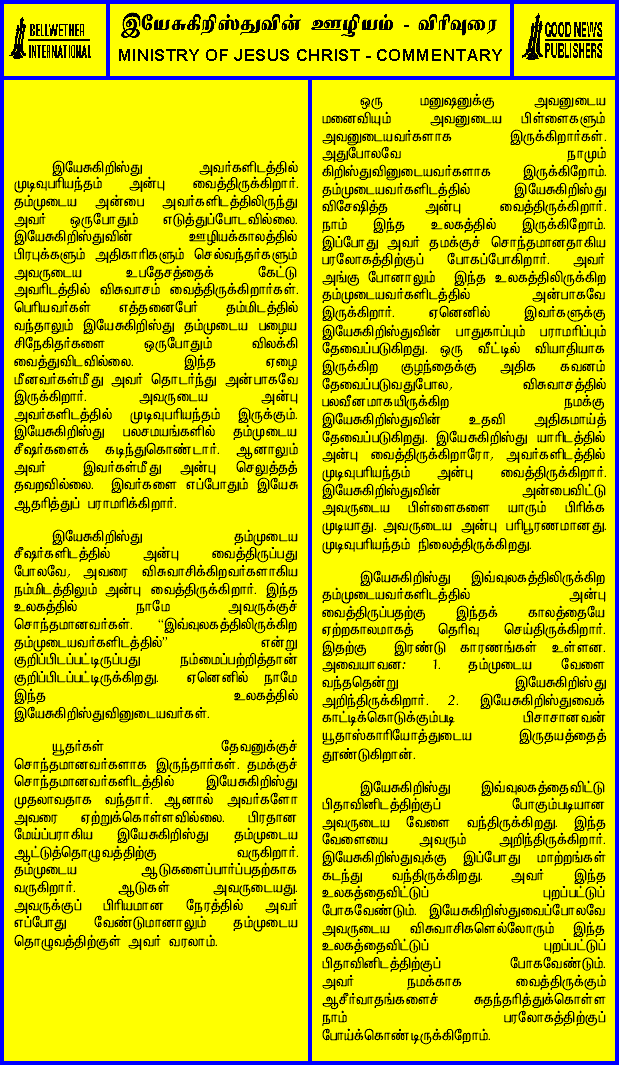 BELLWETHER
INTERNATIONAL
இயேசுகிறிஸ்துவின் ஊழியம் - விரிவுரை
MINISTRY OF JESUS CHRIST - COMMENTARY
GOOD NEWS
PUBLISHERS
இயேசுகிறிஸ்து அவர்களிடத்தில்
முடிவுபரியந்தம் அன்பு வைத்திருக்கிறார்.
தம்முடைய அன்பை அவர்களிடத்திலிருந்து
அவர் ஒருபோதும் எடுத்துப்போடவில்லை.
இயேசுகிறிஸ்துவின் ஊழியக்காலத்தில்
பிரபுக்களும் அதிகாரிகளும் செல்வந்தர்களும்
அவருடைய உபதேசத்தைக் கேட்டு
அவரிடத்தில் விசுவாசம் வைத்திருக்கிறார்கள்.
பெரியவர்கள் எத்தனைபேர் தம்மிடத்தில்
வந்தாலும் இயேசுகிறிஸ்து தம்முடைய பழைய
சிநேகிதர்களை ஒருபோதும் விலக்கி
வைத்துவிடவில்லை. இந்த ஏழை
மீனவர்கள்மீது அவர் தொடர்ந்து அன்பாகவே
இருக்கிறார். அவருடைய அன்பு
அவர்களிடத்தில் முடிவுபரியந்தம் இருக்கும்.
இயேசுகிறிஸ்து பலசமயங்களில் தம்முடைய
சீஷர்களைக் கடிந்துகொண்டார். ஆனாலும்
அவர் இவர்கள்மீது அன்பு செலுத்தத்
தவறவில்லை. இவர்களை எப்போதும் இயேசு
ஆதரித்துப் பராமரிக்கிறார்.
இயேசுகிறிஸ்து தம்முடைய
சீஷர்களிடத்தில் அன்பு வைத்திருப்பது
போலவே, அவரை விசுவாசிக்கிறவர்களாகிய
நம்மிடத்திலும் அன்பு வைத்திருக்கிறார். இந்த
உலகத்தில் நாமே அவருக்குச்
சொந்தமானவர்கள். “இவ்வுலகத்திலிருக்கிற
தம்முடையவர்களிடத்தில்” என்று
குறிப்பிடப்பட்டிருப்பது நம்மைப்பற்றித்தான்
குறிப்பிடப்பட்டிருக்கிறது. ஏனெனில் நாமே
இந்த உலகத்தில்
இயேசுகிறிஸ்துவினுடையவர்கள்.
யூதர்கள் தேவனுக்குச்
சொந்தமானவர்களாக இருந்தார்கள். தமக்குச்
சொந்தமானவர்களிடத்தில் இயேசுகிறிஸ்து
முதலாவதாக வந்தார். ஆனால் அவர்களோ
அவரை ஏற்றுக்கொள்ளவில்லை. பிரதான
மேய்ப்பராகிய இயேசுகிறிஸ்து தம்முடைய
ஆட்டுத்தொழுவத்திற்கு வருகிறார்.
தம்முடைய ஆடுகளைப்பார்ப்பதற்காக
வருகிறார். ஆடுகள் அவருடையது.
அவருக்குப் பிரியமான நேரத்தில் அவர்
எப்போது வேண்டுமானாலும் தம்முடைய
தொழுவத்திற்குள் அவர் வரலாம்.
ஒரு மனுஷனுக்கு அவனுடைய
மனைவியும் அவனுடைய பிள்ளைகளும்
அவனுடையவர்களாக இருக்கிறார்கள்.
அதுபோலவே நாமும்
கிறிஸ்துவினுடையவர்களாக இருக்கிறோம்.
தம்முடையவர்களிடத்தில் இயேசுகிறிஸ்து
விசேஷித்த அன்பு வைத்திருக்கிறார்.
நாம் இந்த உலகத்தில் இருக்கிறோம்.
இப்போது அவர் தமக்குச் சொந்தமானதாகிய
பரலோகத்திற்குப் போகப்போகிறார். அவர்
அங்கு போனாலும் இந்த உலகத்திலிருக்கிற
தம்முடையவர்களிடத்தில் அன்பாகவே
இருக்கிறார். ஏனெனில் இவர்களுக்கு
இயேசுகிறிஸ்துவின் பாதுகாப்பும் பராமரிப்பும்
தேவைப்படுகிறது. ஒரு வீட்டில் வியாதியாக
இருக்கிற குழந்தைக்கு அதிக கவனம்
தேவைப்படுவதுபோல, விசுவாசத்தில்
பலவீனமாகயிருக்கிற நமக்கு
இயேசுகிறிஸ்துவின் உதவி அதிகமாய்த்
தேவைப்படுகிறது. இயேசுகிறிஸ்து யாரிடத்தில்
அன்பு வைத்திருக்கிறாரோ, அவர்களிடத்தில்
முடிவுபரியந்தம் அன்பு வைத்திருக்கிறார்.
இயேசுகிறிஸ்துவின் அன்பைவிட்டு
அவருடைய பிள்ளைகளை யாரும் பிரிக்க
முடியாது. அவருடைய அன்பு பரிபூரணமானது.
முடிவுபரியந்தம் நிலைத்திருக்கிறது.
இயேசுகிறிஸ்து இவ்வுலகத்திலிருக்கிற
தம்முடையவர்களிடத்தில் அன்பு
வைத்திருப்பதற்கு இந்தக் காலத்தையே
ஏற்றகாலமாகத் தெரிவு செய்திருக்கிறார்.
இதற்கு இரண்டு காரணங்கள் உள்ளன.
அவையாவன: 1. தம்முடைய வேளை
வந்ததென்று இயேசுகிறிஸ்து
அறிந்திருக்கிறார். 2. இயேசுகிறிஸ்துவைக்
காட்டிக்கொடுக்கும்படி பிசாசானவன்
யூதாஸ்காரியோத்துடைய இருதயத்தைத்
தூண்டுகிறான்.
இயேசுகிறிஸ்து இவ்வுலகத்தைவிட்டு
பிதாவினிடத்திற்குப் போகும்படியான
அவருடைய வேளை வந்திருக்கிறது. இந்த
வேளையை அவரும் அறிந்திருக்கிறார்.
இயேசுகிறிஸ்துவுக்கு இப்போது மாற்றங்கள்
கடந்து வந்திருக்கிறது. அவர் இந்த
உலகத்தைவிட்டுப் புறப்பட்டுப்
போகவேண்டும். இயேசுகிறிஸ்துவைப்போலவே
அவருடைய விசுவாசிகளெல்லோரும் இந்த
உலகத்தைவிட்டுப் புறப்பட்டுப்
பிதாவினிடத்திற்குப் போகவேண்டும்.
அவர் நமக்காக வைத்திருக்கும்
ஆசீர்வாதங்களைச் சுதந்தரித்துக்கொள்ள
நாம் பரலோகத்திற்குப்
போய்க்கொண்டிருக்கிறோம்.